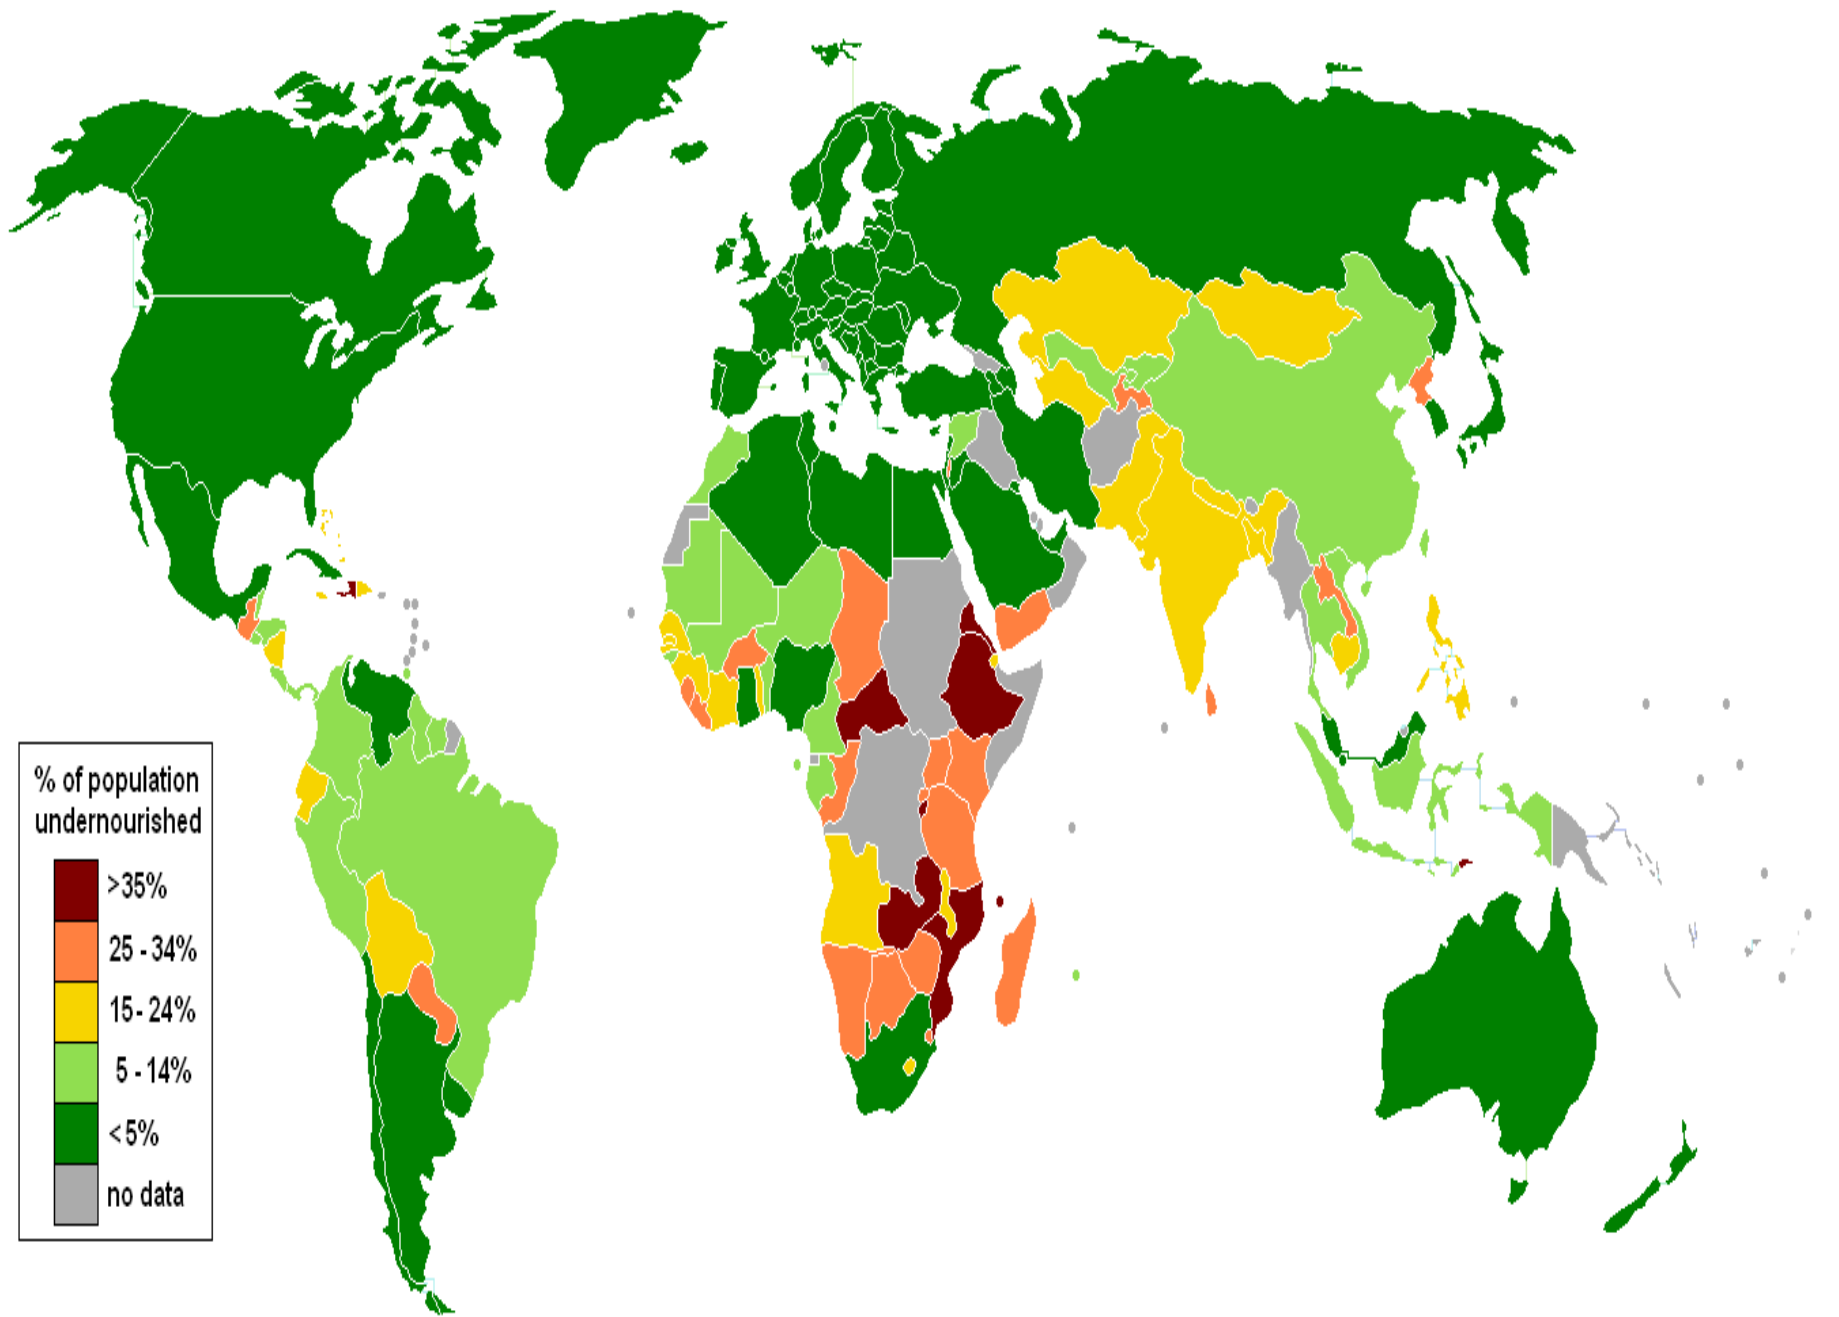 % of population
undernourished
>35%
25 - 34%
15 - 24%
5 - 14%
<5%
no data